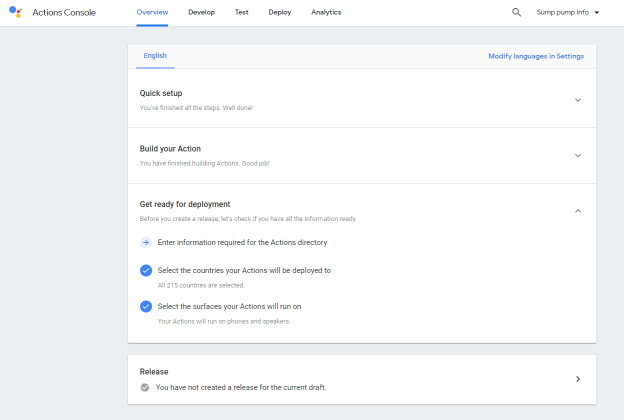 Actions Console
Overview
Develop
Test
Deploy
Analytics
Sump pump Info
English
Modify languages in Settings
Quick setup
You've finished all the steps. Well done!
Build your Action
You have finished building Actions. Good job!
Get ready for deployment
Before you create a release, let's check if you have all the information ready.
Enter information required for the Actions directory
Select the countries your Actions will be deployed to
All 215 countries are selected.
Select the surfaces your Actions will run on
Your Actions will run on phones and speakers.
Release
You have not created a release for the current draft.